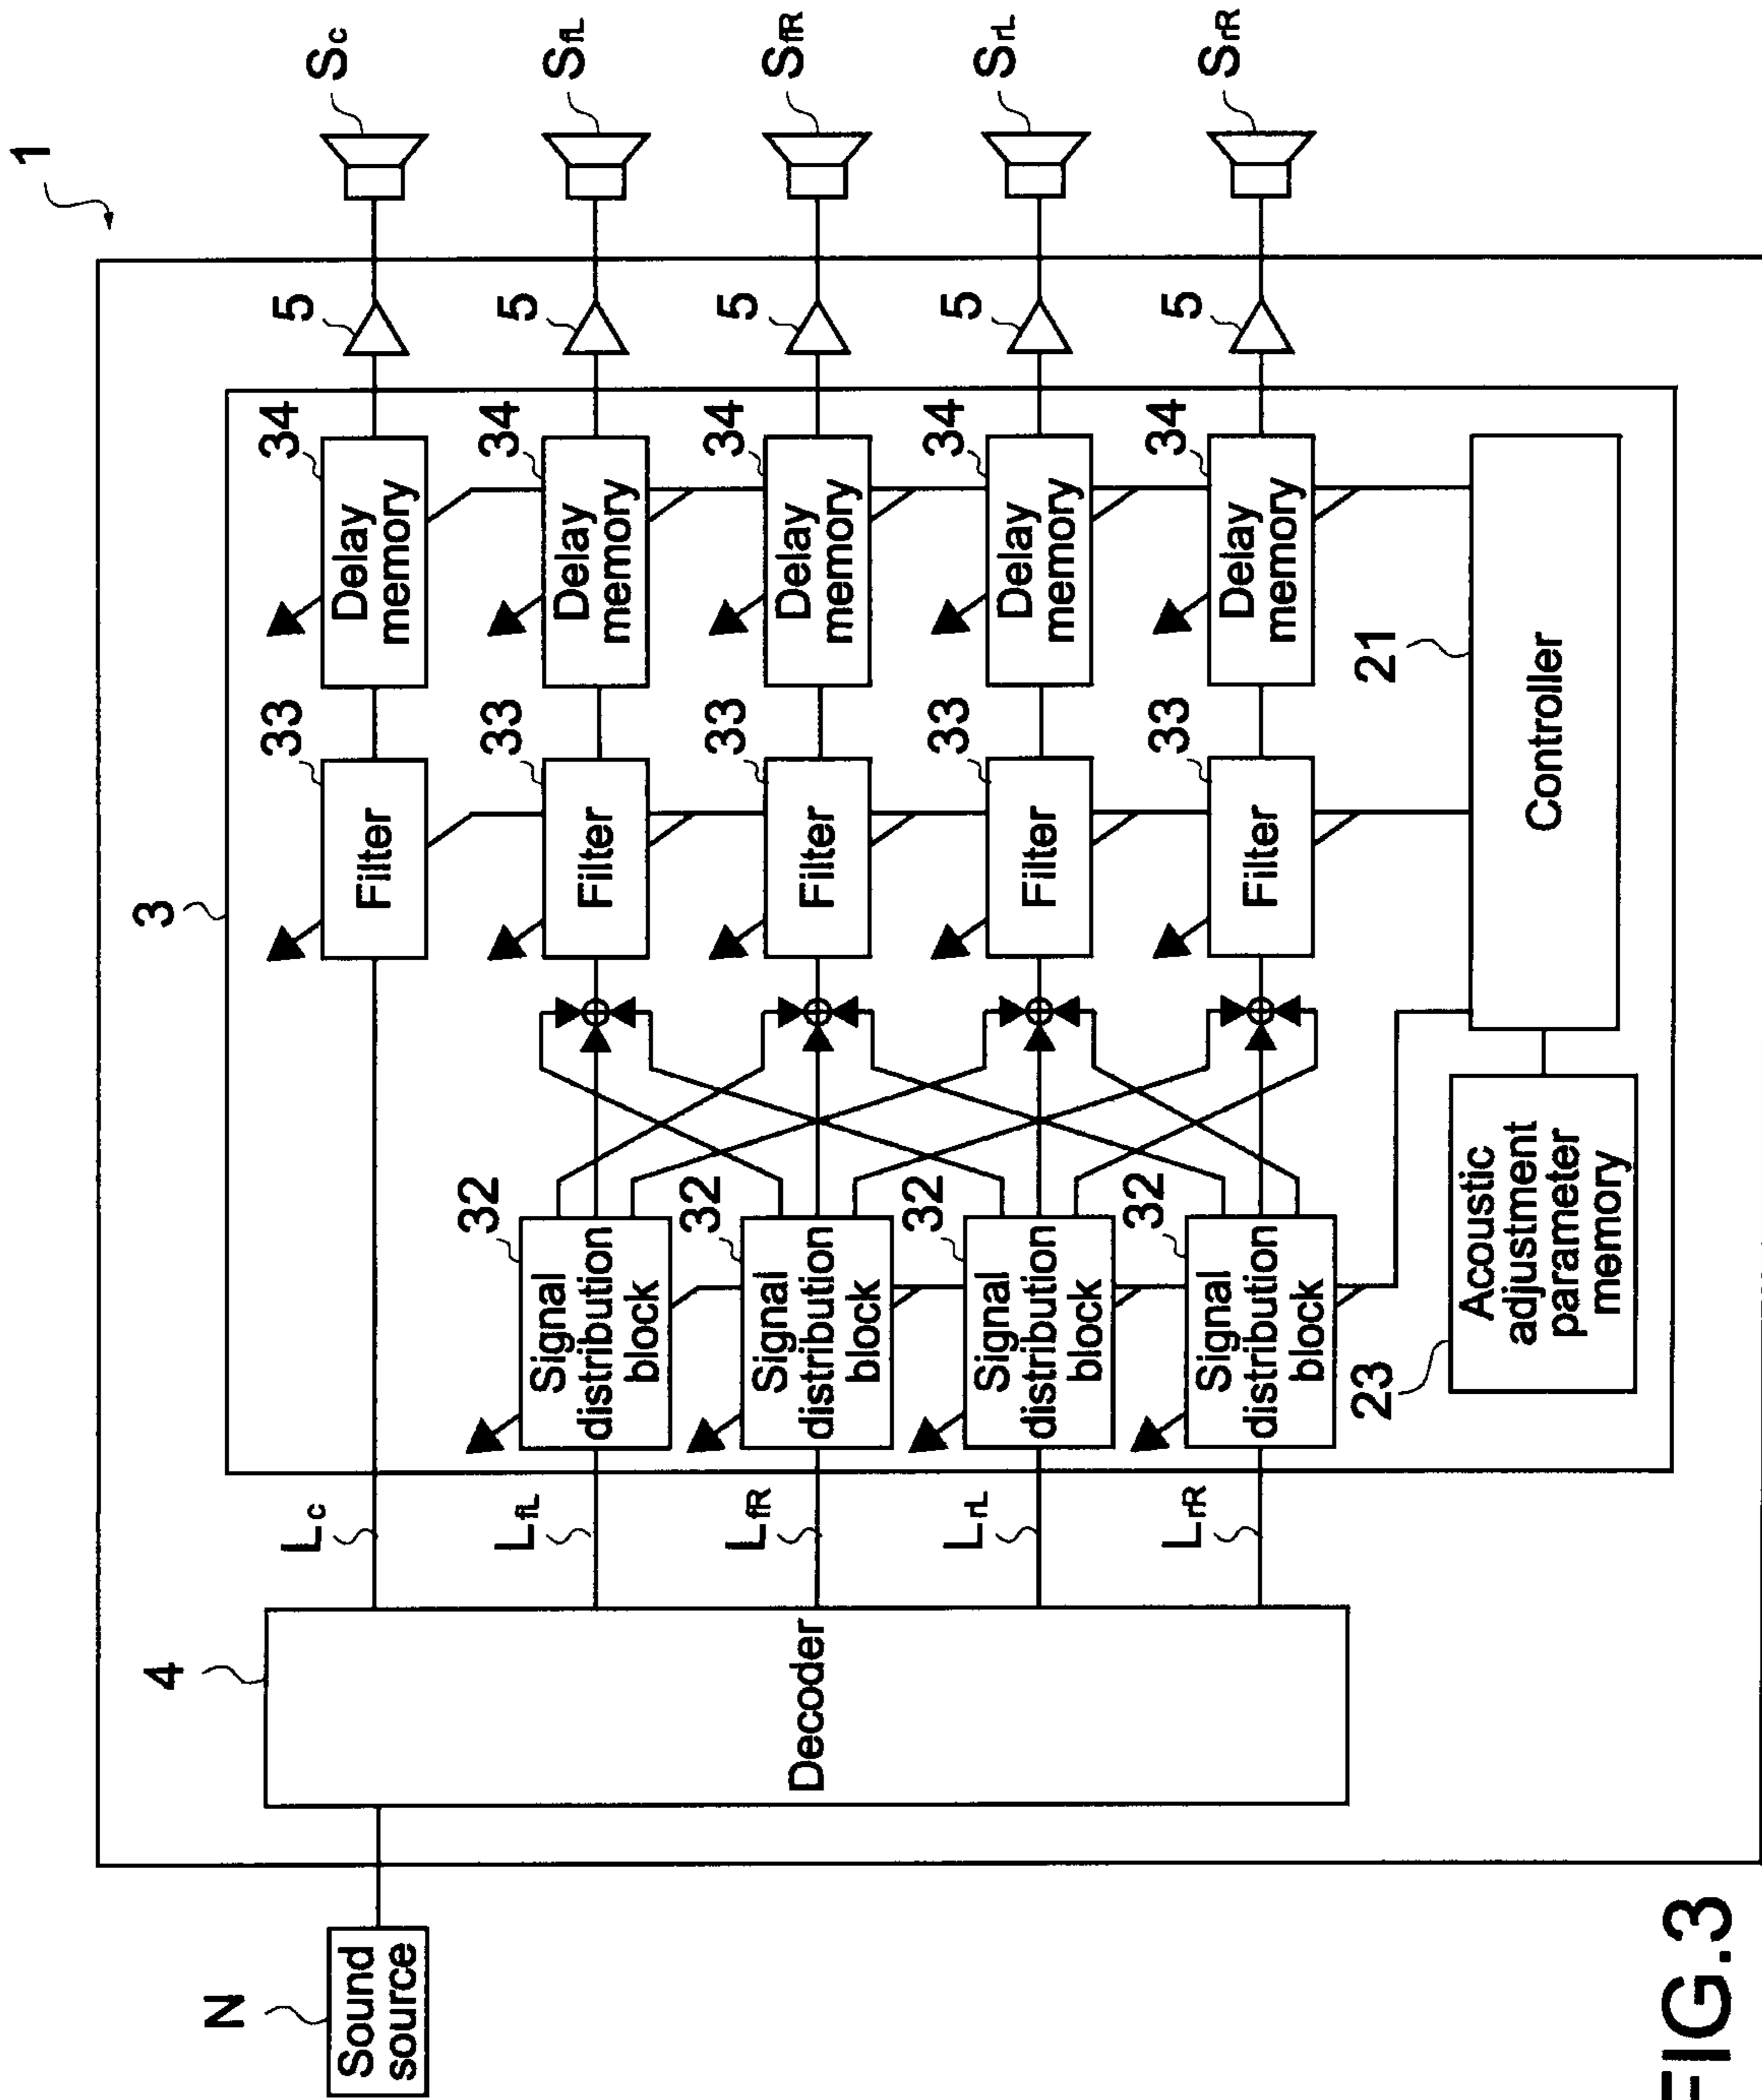 1
N
Sound
source
4
Decoder
3
Lc
LfL
LfR
LrL
LrR
32
Signal
distribution
block
32
Signal
distribution
block
32
Signal
distribution
block
32
Signal
distribution
block
33
Filter
33
Filter
33
Filter
33
Filter
33
Filter
34
Delay
memory
34
Delay
memory
34
Delay
memory
34
Delay
memory
34
Delay
memory
5
5
5
5
5
Sc
SfL
SfR
SrL
SrR
23
Acoustic
adjustment
parameter
memory
21
Controller
FIG.3